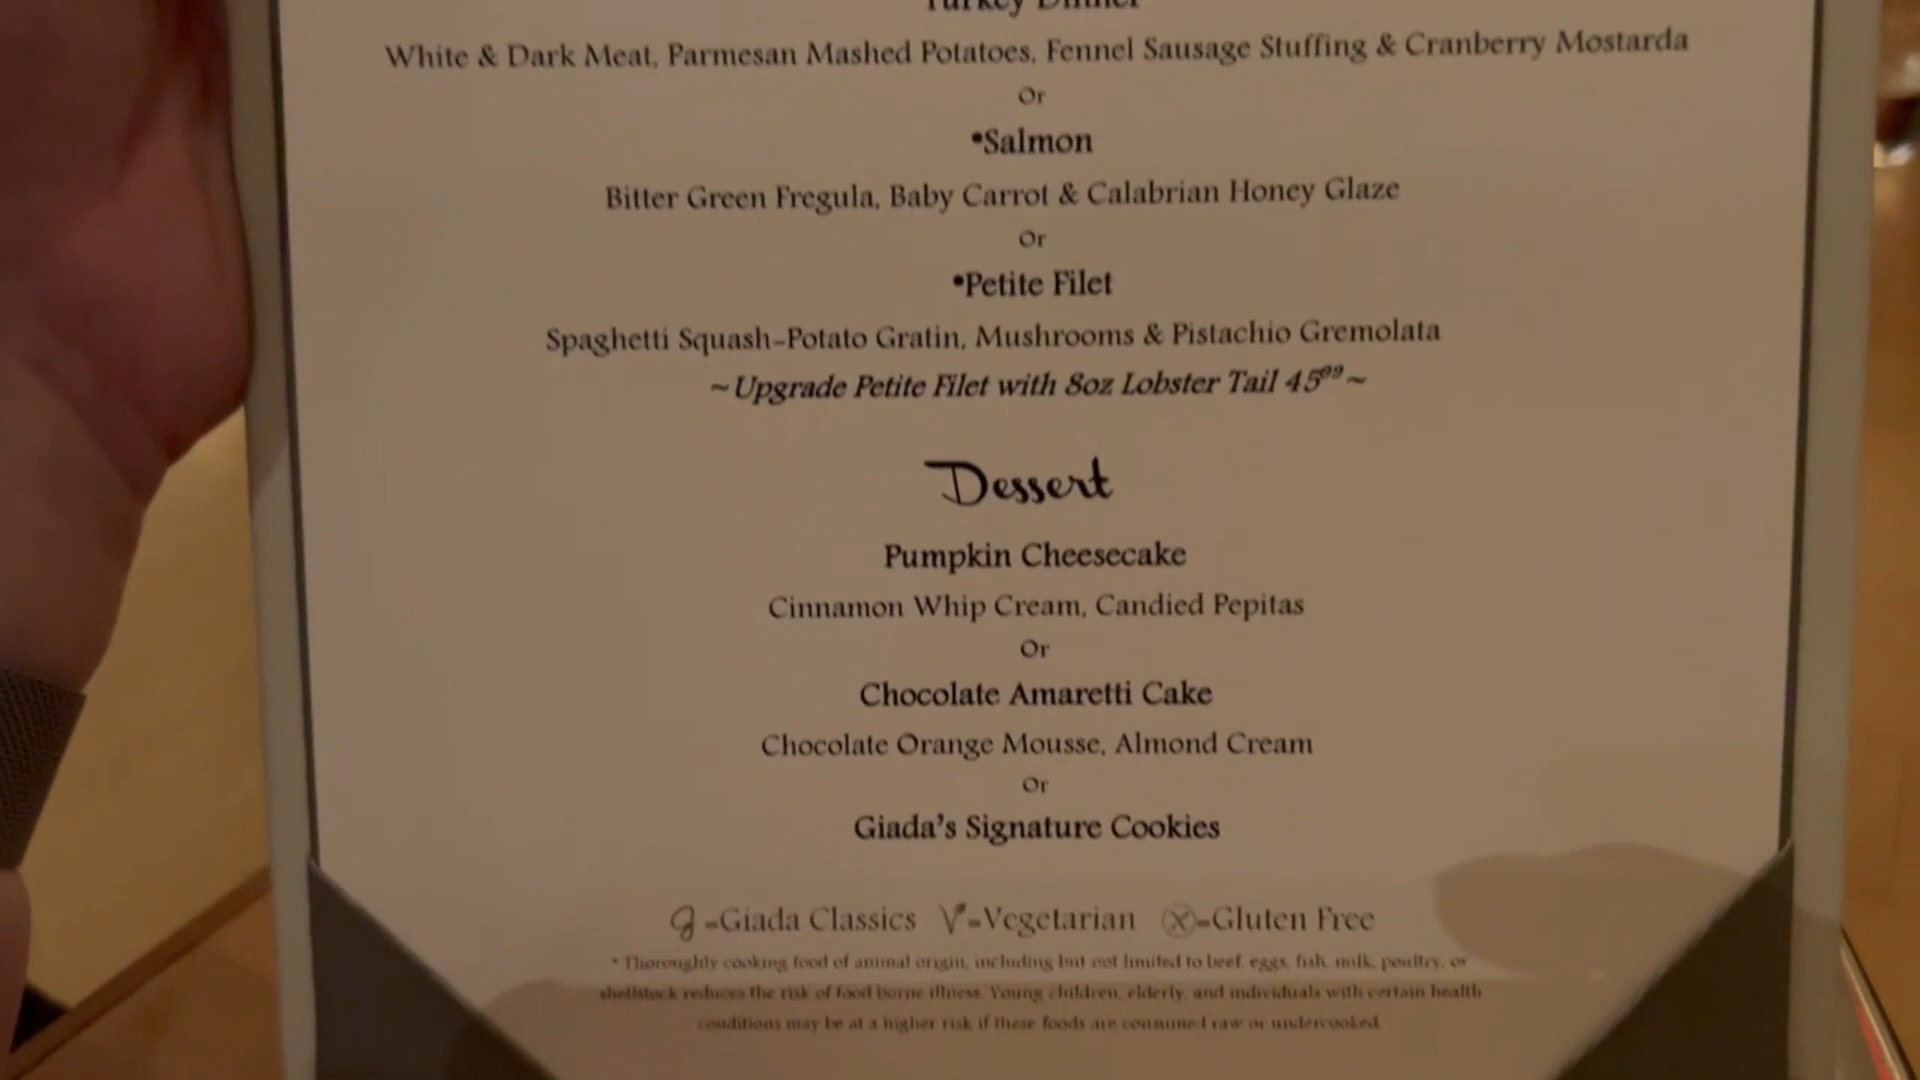 Turkey Dinner
White & Dark Meat, Parmesan Mashed Potatoes, Fennel Sausage Stuffing & Cranberry Mostarda
Or
*Salmon
Bitter Green Fregula, Baby Carrot & Calabrian Honey Glaze
Or
*Petite Filet
Spaghetti Squash-Potato Gratin, Mushrooms & Pistachio Gremolata
~Upgrade Petite Filet with 8oz Lobster Tail 45⁹⁹~
Dessert
Pumpkin Cheesecake
Cinnamon Whip Cream, Candied Pepitas
Or
Chocolate Amaretti Cake
Chocolate Orange Mousse, Almond Cream
Or
Giada's Signature Cookies
g=Giada Classics V=Vegetarian X=Gluten Free
* Thoroughly cooking food of animal origin, including but not limited to beef, eggs, fish, milk, poultry, or
shellstock reduces the risk of food borne illness. Young children, elderly, and individuals with certain health
conditions may be at a higher risk if these foods are consumed raw or undercooked.